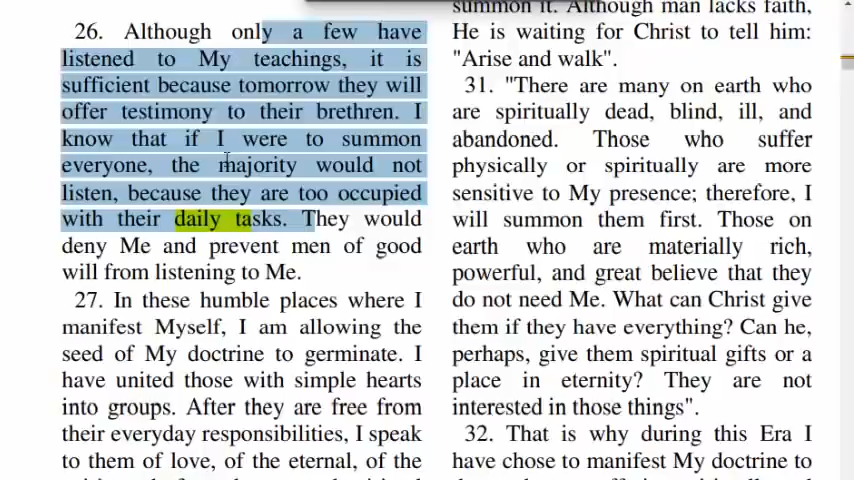 26. Although only a few have
listened to My teachings, it is
sufficient because tomorrow they will
offer testimony to their brethren. I
know that if I were to summon
everyone, the majority would not
listen, because they are too occupied
with their daily tasks. They would
deny Me and prevent men of good
will from listening to Me.
27. In these humble places where I
manifest Myself, I am allowing the
seed of My doctrine to germinate. I
have united those with simple hearts
into groups. After they are free from
their everyday responsibilities, I speak
to them of love, of the eternal, of the
summon it. Although man lacks faith,
He is waiting for Christ to tell him:
"Arise and walk".
31. "There are many on earth who
are spiritually dead, blind, ill, and
abandoned. Those who suffer
physically or spiritually are more
sensitive to My presence; therefore, I
will summon them first. Those on
earth who are materially rich,
powerful, and great believe that they
do not need Me. What can Christ give
them if they have everything? Can he,
perhaps, give them spiritual gifts or a
place in eternity? They are not
interested in those things".
32. That is why during this Era I
have chosen to manifest My doctrine to